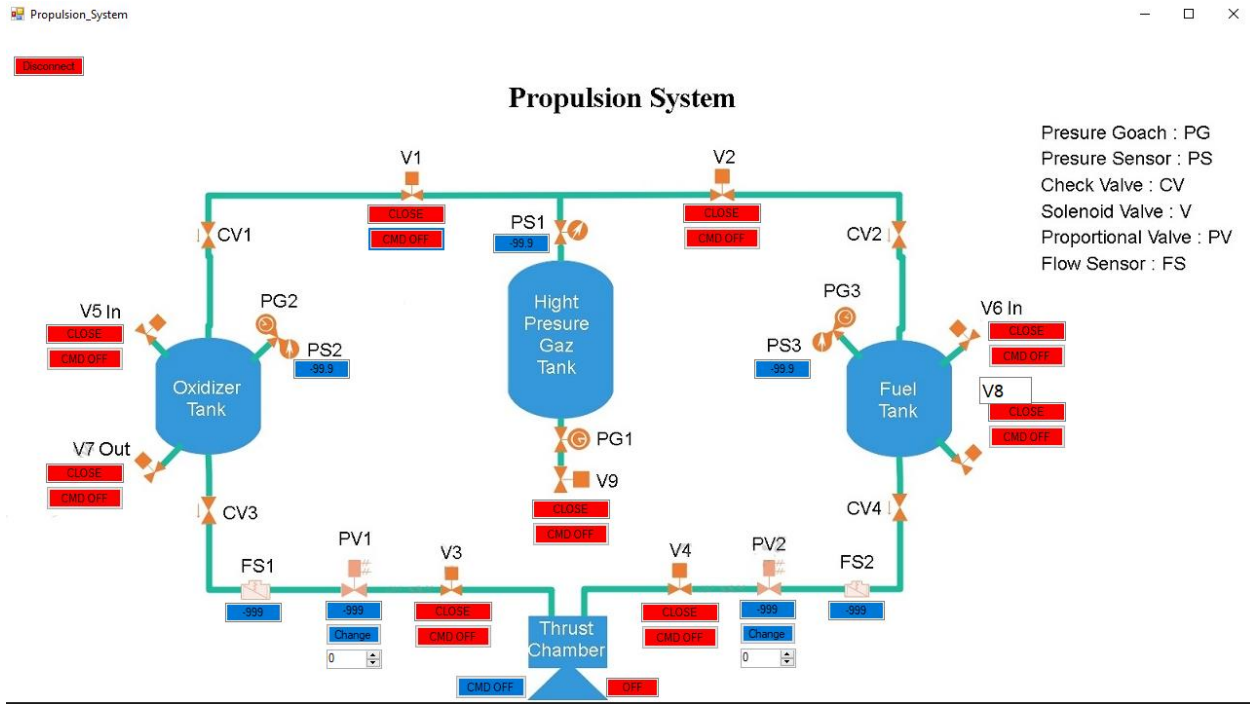 Propulsion_System
Disconnect
Propulsion System
Presure Goach : PG
Presure Sensor : PS
Check Valve : CV
Solenoid Valve : V
Proportional Valve : PV
Flow Sensor : FS
V1
CLOSE
CMD OFF
V2
CLOSE
CMD OFF
PS1
-99.9
CV1
CV2
V5 In
CLOSE
CMD OFF
PG2
PS2
-99.9
Hight
Presure
Gaz
Tank
PG3
PS3
-99.9
V6 In
CLOSE
CMD OFF
Oxidizer
Tank
Fuel
Tank
V8
CLOSE
CMD OFF
V7 Out
CLOSE
CMD OFF
PG1
V9
CLOSE
CMD OFF
CV3
CV4
FS1
-999
PV1
-999
Change
0
V3
CLOSE
CMD OFF
V4
CLOSE
CMD OFF
PV2
-999
Change
0
FS2
-999
Thrust
Chamber
CMD OFF
OFF